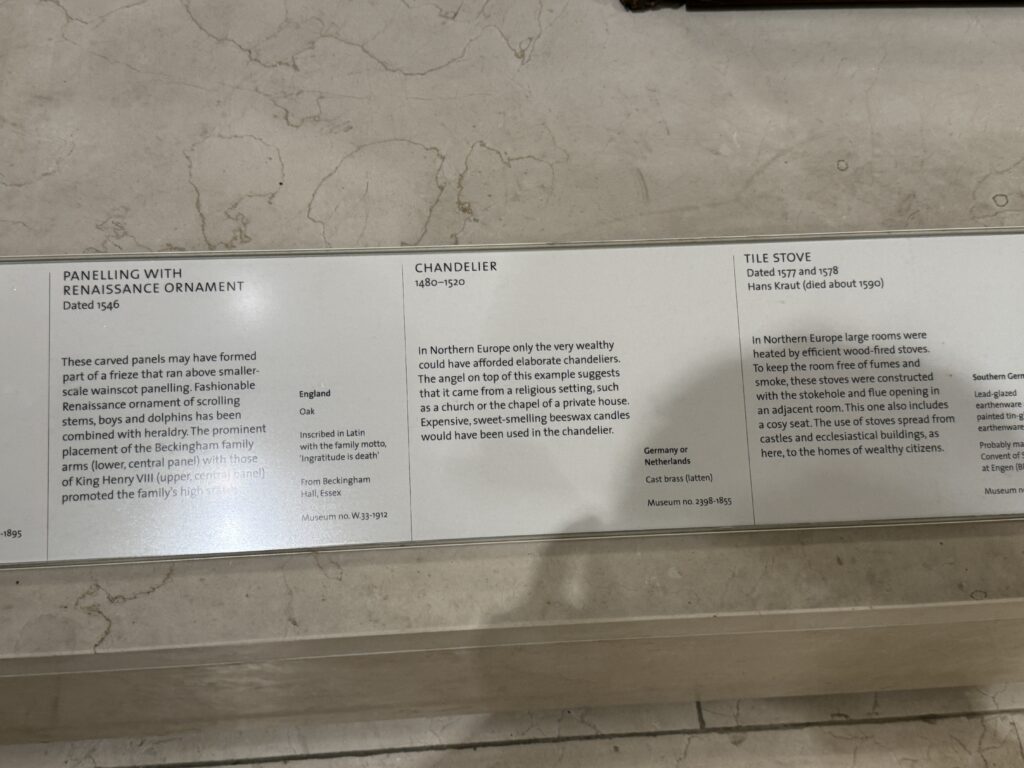 -1895
PANELLING WITH
RENAISSANCE ORNAMENT
Dated 1546
These carved panels may have formed
part of a frieze that ran above smaller-
scale wainscot panelling. Fashionable
Renaissance ornament of scrolling
stems, boys and dolphins has been
combined with heraldry. The prominent
placement of the Beckingham family
arms (lower, central panel) with those
of King Henry VIII (upper, central panel)
promoted the family's high
England
Oak
Inscribed in Latin
with the family motto,
'Ingratitude is death'
From Beckingham
Hall, Essex
Museum no. W.33-1912
CHANDELIER
1480–1520
In Northern Europe only the very wealthy
could have afforded elaborate chandeliers.
The angel on top of this example suggests
that it came from a religious setting, such
as a church or the chapel of a private house.
Expensive, sweet-smelling beeswax candles
would have been used in the chandelier.
Germany or
Netherlands
Cast brass (latten)
Museum no. 2398-1855
TILE STOVE
Dated 1577 and 1578
Hans Kraut (died about 1590)
In Northern Europe large rooms were
heated by efficient wood-fired stoves.
To keep the room free of fumes and
smoke, these stoves were constructed
with the stokehole and flue opening in
an adjacent room. This one also includes
a cosy seat. The use of stoves spread from
castles and ecclesiastical buildings, as
here, to the homes of wealthy citizens.
Southern Germ
Lead-glazed
earthenware
painted tin-g
earthenware
Probably ma
Convent of S
at Engen (B
Museum n